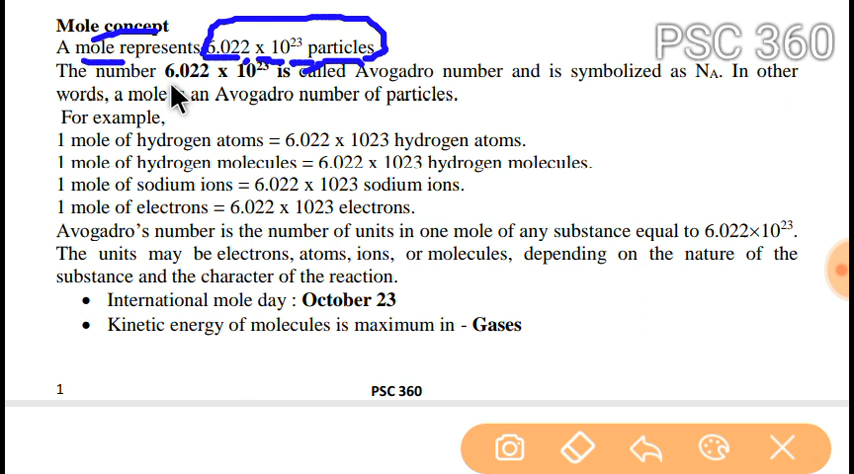 Mole concept
PSC 360
A mole represents 6.022 x 10²³ particles
The number 6.022 x 10²³ is called Avogadro number and is symbolized as Nᴀ. In other
words, a mole is an Avogadro number of particles.
For example,
1 mole of hydrogen atoms = 6.022 x 1023 hydrogen atoms.
1 mole of hydrogen molecules = 6.022 x 1023 hydrogen molecules.
1 mole of sodium ions = 6.022 x 1023 sodium ions.
1 mole of electrons = 6.022 x 1023 electrons.
Avogadro’s number is the number of units in one mole of any substance equal to 6.022×10²³.
The units may be electrons, atoms, ions, or molecules, depending on the nature of the
substance and the character of the reaction.
• International mole day : October 23
• Kinetic energy of molecules is maximum in - Gases
1
PSC 360